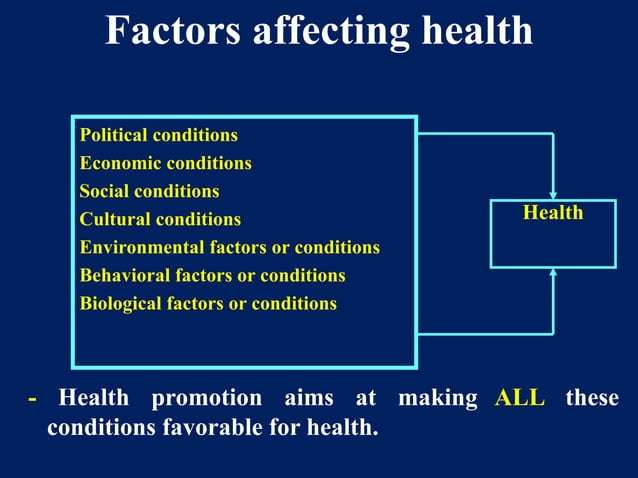 Factors affecting health
Political conditions
Economic conditions
Social conditions
Cultural conditions
Environmental factors or conditions
Behavioral factors or conditions
Biological factors or conditions
Health
- Health promotion aims at making ALL these
conditions favorable for health.